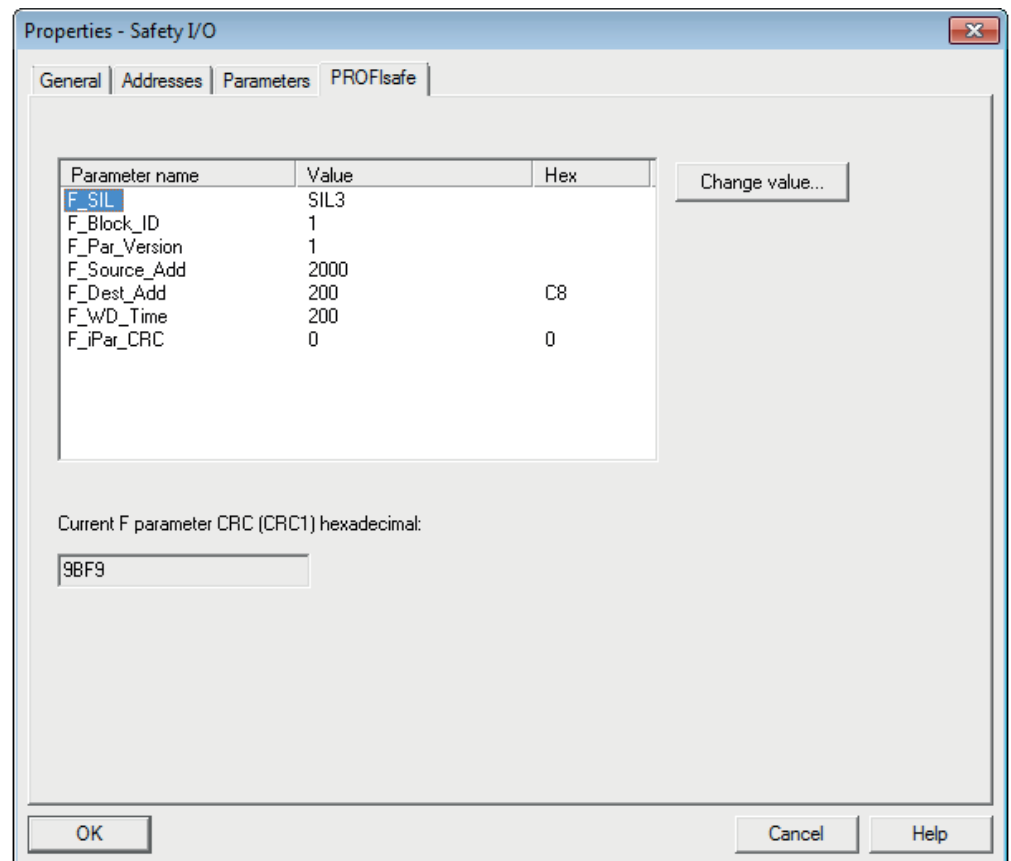 Properties - Safety I/O
General Addresses Parameters PROFIsafe
Parameter name Value Hex
Change value...
F_SIL SIL3
F_Block_ID 1
F_Par_Version 1
F_Source_Add 2000
F_Dest_Add 200 C8
F_WD_Time 200
F_iPar_CRC 0 0
Current F parameter CRC (CRC1) hexadecimal:
9BF9
OK Cancel Help